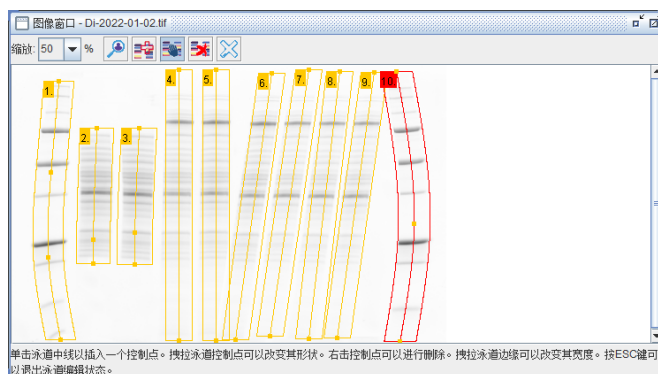 图像窗口 - Di-2022-01-02.tif
缩放: 50 %
1.
2.
3.
4.
5.
6.
7.
8.
9.
10.
单击泳道中线以插入一个控制点。拽拉泳道控制点可以改变其形状。右击控制点可以进行删除。拽拉泳道边缘可以改变其宽度。按ESC键可
以退出泳道编辑状态。